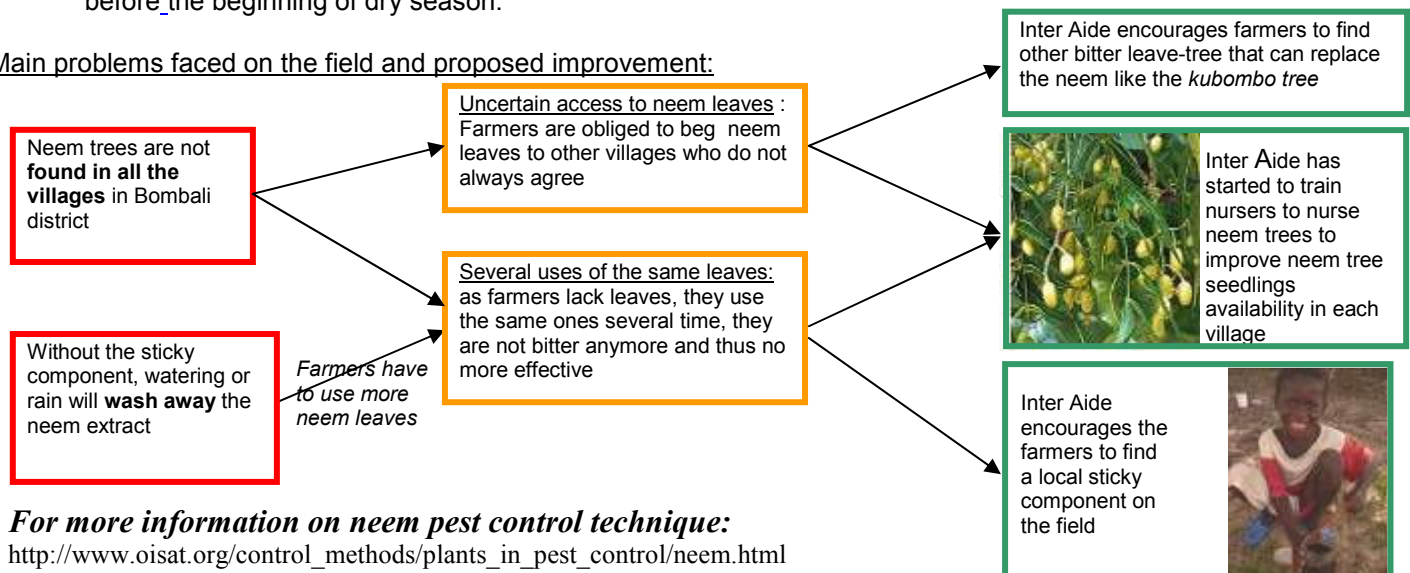 before the beginning of dry season.
Main problems faced on the field and proposed improvement:
Neem trees are not
found in all the
villages in Bombali
district
Without the sticky
component, watering or
rain will wash away the
neem extract
Farmers have
to use more
neem leaves
Uncertain access to neem leaves :
Farmers are obliged to beg neem
leaves to other villages who do not
always agree
Several uses of the same leaves:
as farmers lack leaves, they use
the same ones several time, they
are not bitter anymore and thus no
more effective
Inter Aide encourages farmers to find
other bitter leave-tree that can replace
the neem like the kubombo tree
Inter Aide has
started to train
nursers to nurse
neem trees to
improve neem tree
seedlings
availability in each
village
Inter Aide
encourages the
farmers to find
a local sticky
component on
the field
For more information on neem pest control technique:
http://www.oisat.org/control_methods/plants_in_pest_control/neem.html